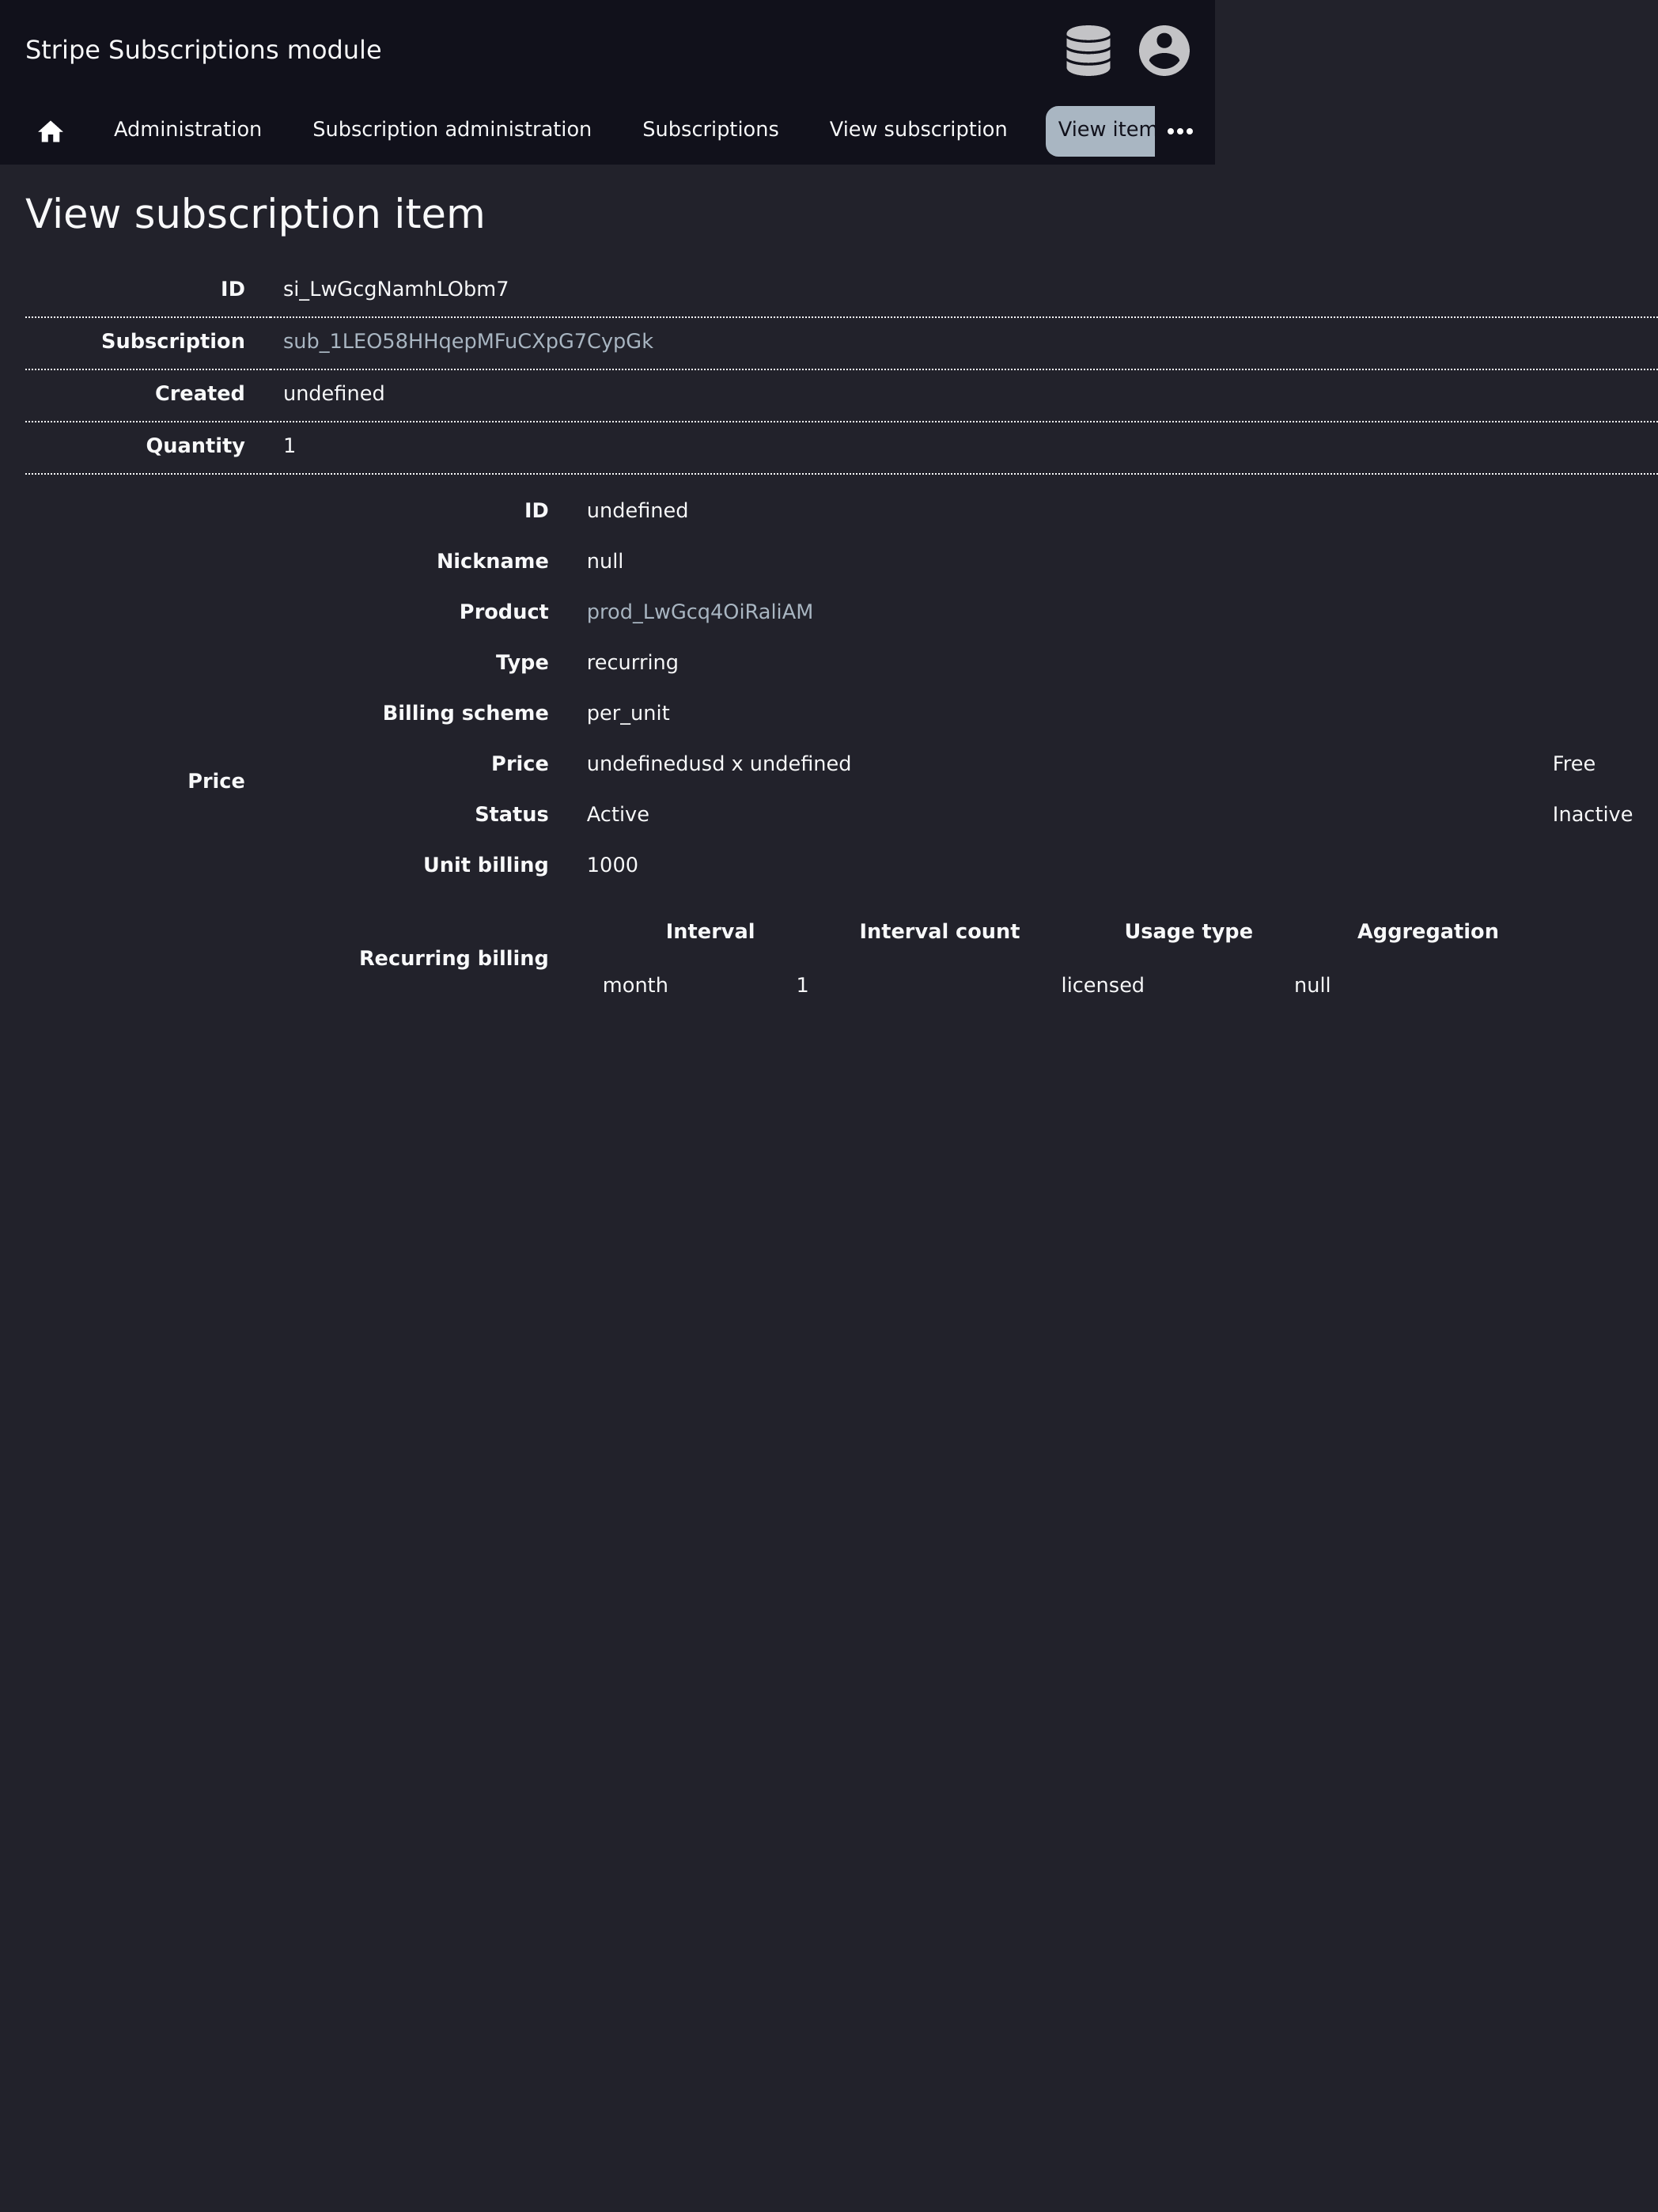 Stripe Subscriptions module
Administration Subscription administration Subscriptions View subscription View item
View subscription item
ID si_LwGcgNamhLObm7
Subscription sub_1LEO58HHqepMFuCXpG7CypGk
Created undefined
Quantity 1
Price
ID undefined
Nickname null
Product prod_LwGcq4OiRaliAM
Type recurring
Billing scheme per_unit
Price undefinedusd x undefined Free
Status Active Inactive
Unit billing 1000
Recurring billing
Interval Interval count Usage type Aggregation
month 1 licensed null